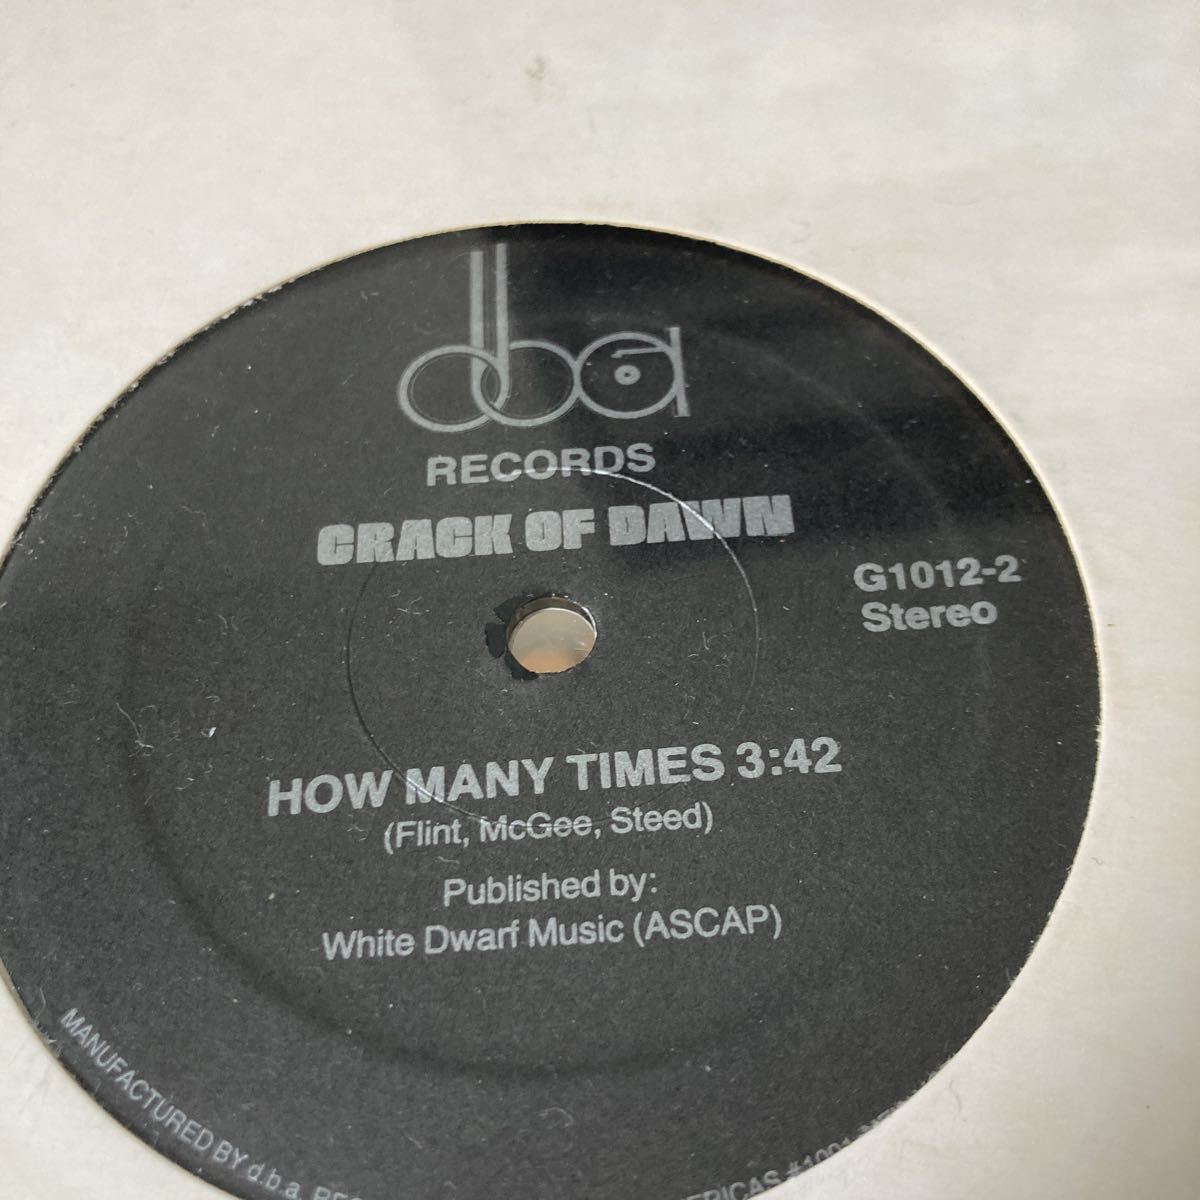 dba
RECORDS
CRACK OF DAWN
G1012-2
Stereo
HOW MANY TIMES 3:42
(Flint, McGee, Steed)
Published by:
White Dwarf Music (ASCAP)
MANUFACTURED BY d.b.a.